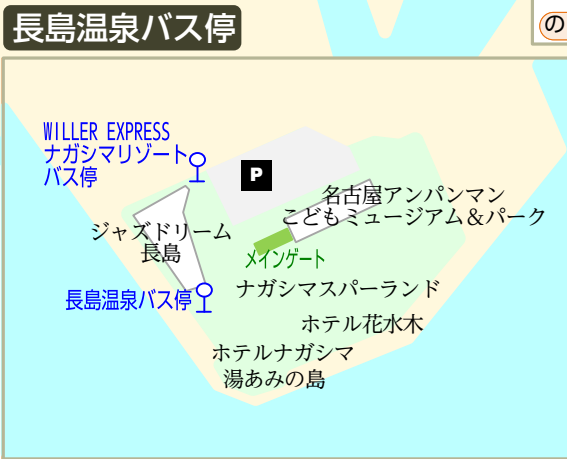 長島温泉バス停
の
WILLER EXPRESS
ナガシマリゾート
バス停
P
名古屋アンパンマン
こどもミュージアム&パーク
ジャズドリーム
長島
メインゲート
長島温泉バス停
ナガシマスパーランド
ホテル花水木
ホテルナガシマ
湯あみの島